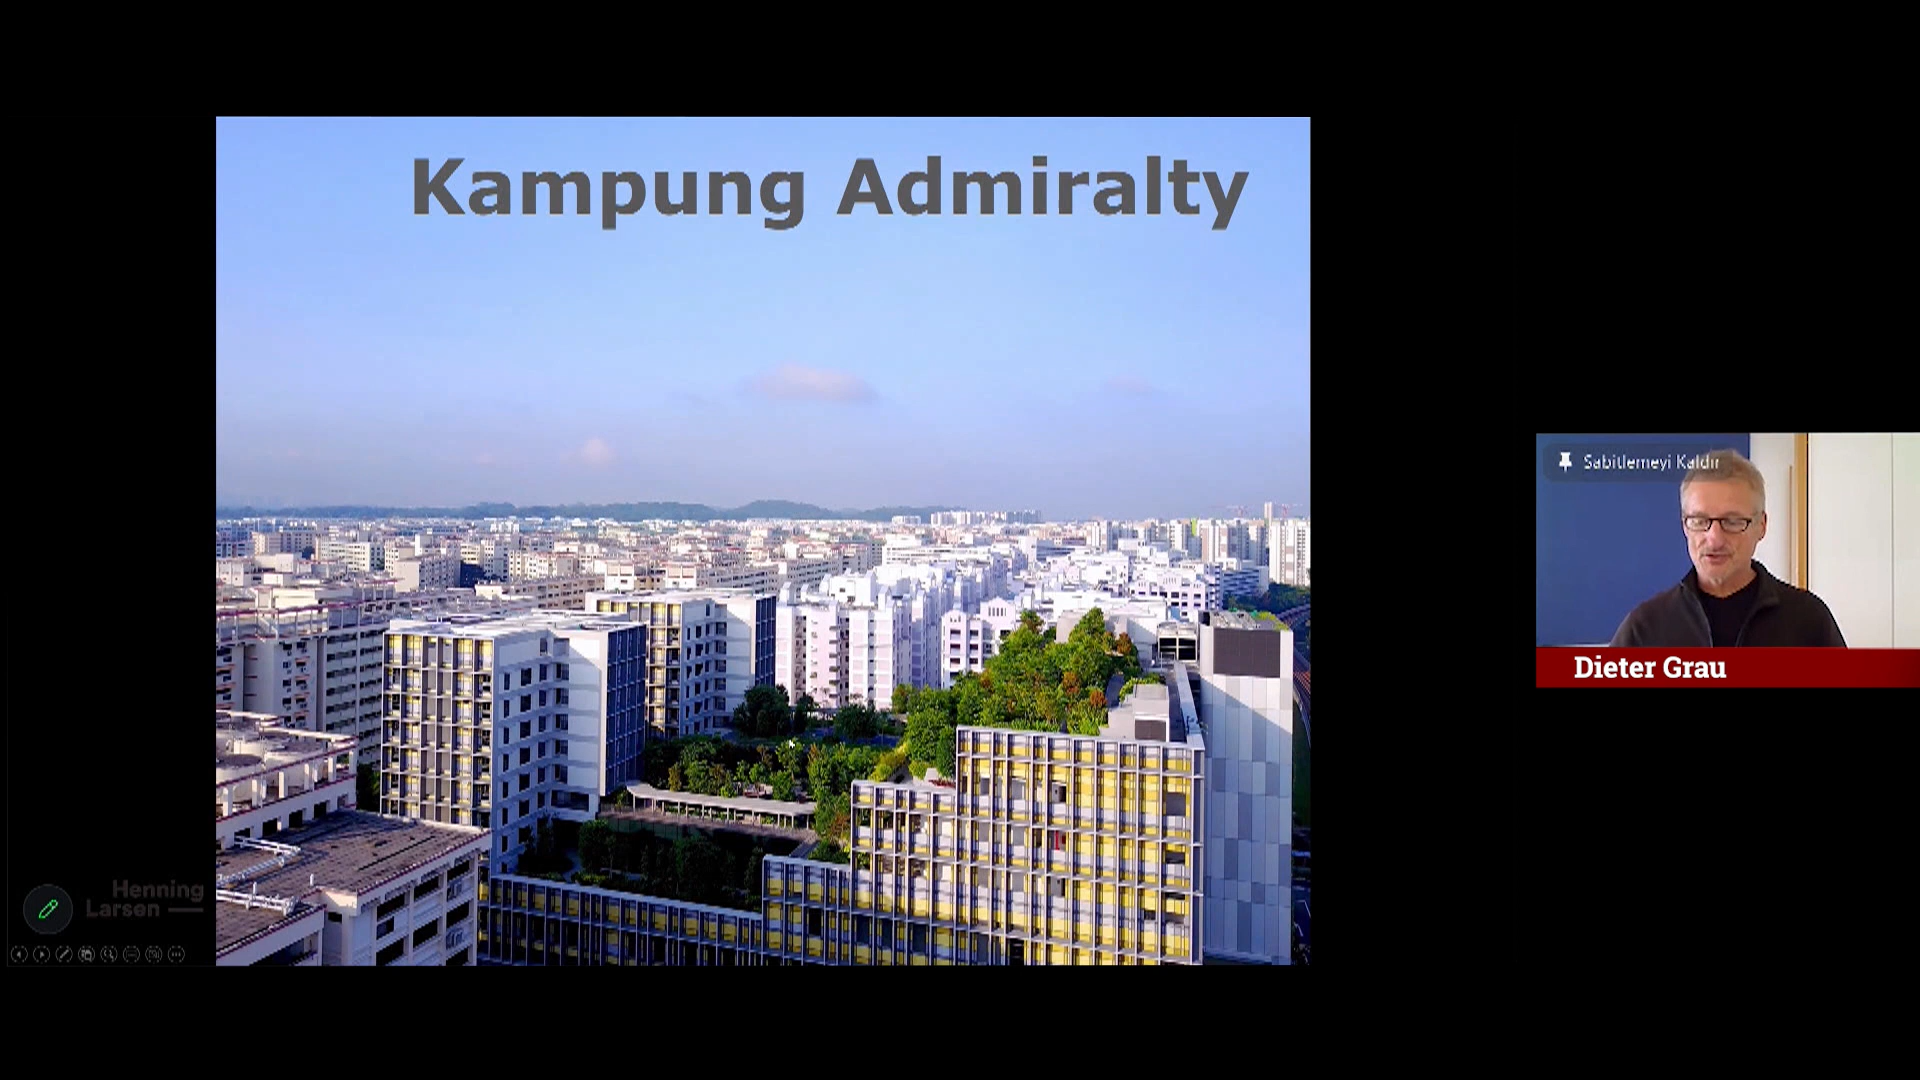 Kampung Admiralty
Sabitlemeyi Kaldır
Dieter Grau
Henning
Larsen